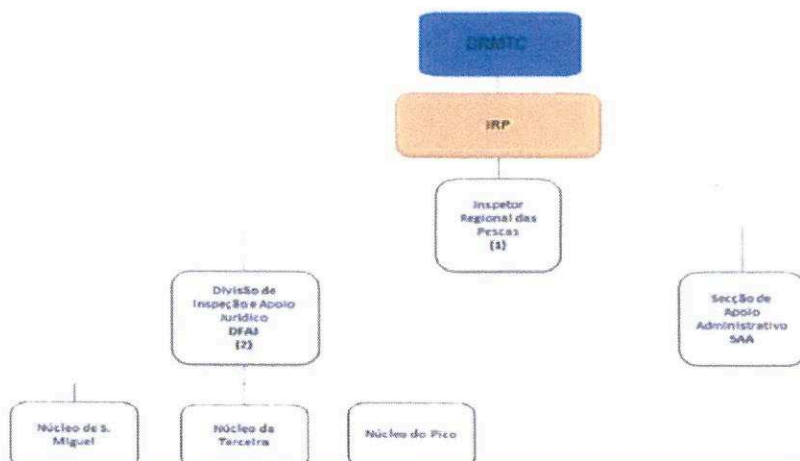 DRMTC
IRP
Inspetor
Regional das
Pescas
(1)
Divisão de
Inspeção e Apoio
Jurídico
DFAJ
(2)
Secção de
Apoio
Administrativo
SAA
Núcleo de S.
Miguel
Núcleo da
Terceira
Núcleo do Pico